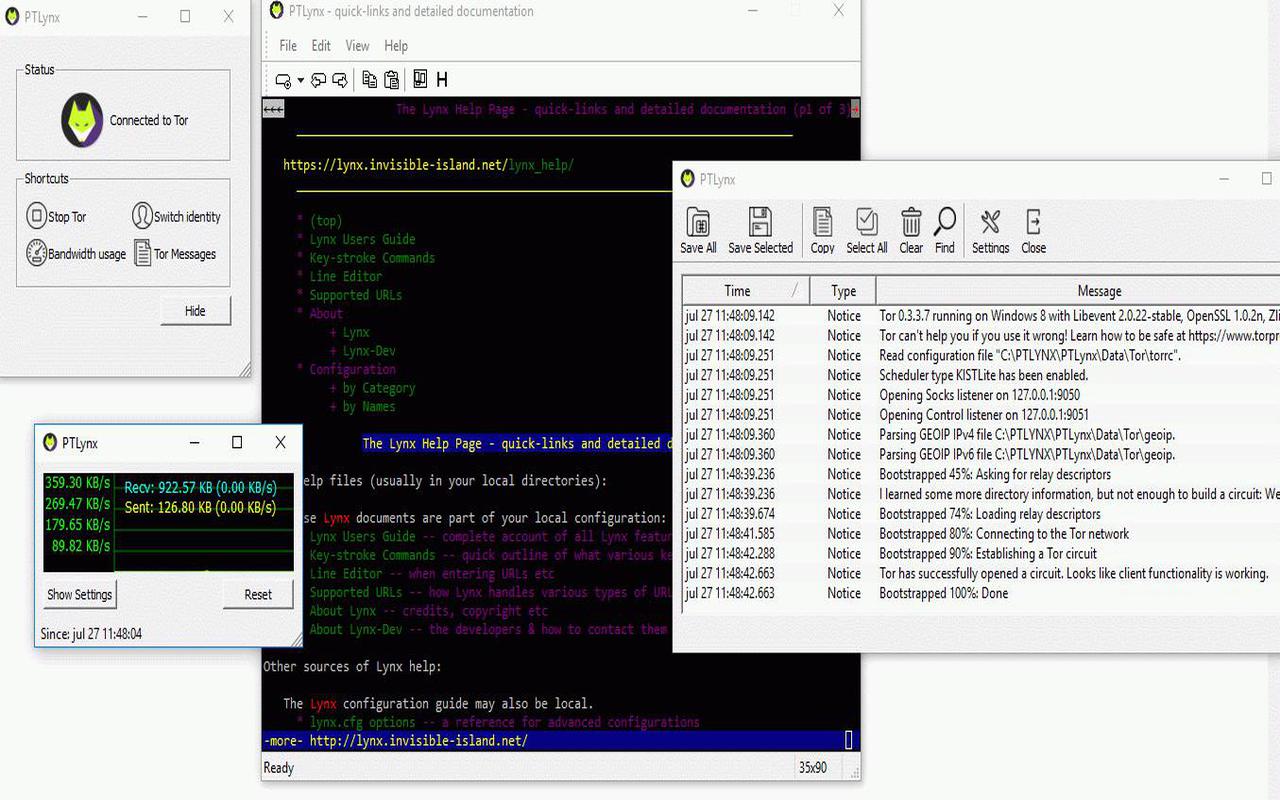 PTLynx
Status
Connected to Tor
Shortcuts
Stop Tor
Switch identity
Bandwidth usage
Tor Messages
Hide
PTLynx - quick-links and detailed documentation
File Edit View Help
H
<<< The Lynx Help Page - quick-links and detailed documentation (p1 of 3)
https://lynx.invisible-island.net/lynx_help/
* (top)
* Lynx Users Guide
* Key-stroke Commands
* Line Editor
* Supported URLs
* About
+ Lynx
+ Lynx-Dev
* Configuration
+ by Category
+ by Names
The Lynx Help Page - quick-links and detailed d
elp files (usually in your local directories):
se Lynx documents are part of your local configuration:
Lynx Users Guide -- complete account of all Lynx featur
Key-stroke Commands -- quick outline of what various ke
Line Editor -- when entering URLs etc
Supported URLs -- how Lynx handles various types of URL
About Lynx -- credits, copyright etc
About Lynx-Dev -- the developers & how to contact them
Other sources of Lynx help:
The Lynx configuration guide may also be local.
* lynx.cfg options -- a reference for advanced configurations
-more- http://lynx.invisible-island.net/
Ready 35x90
PTLynx
359.30 KB/s
269.47 KB/s
179.65 KB/s
89.82 KB/s
Recv: 922.57 KB (0.00 KB/s)
Sent: 126.80 KB (0.00 KB/s)
Show Settings
Reset
Since: jul 27 11:48:04
PTLynx
Save All Save Selected Copy Select All Clear Find Settings Close
Time Type Message
jul 27 11:48:09.142 Notice Tor 0.3.3.7 running on Windows 8 with Libevent 2.0.22-stable, OpenSSL 1.0.2n, Zli
jul 27 11:48:09.142 Notice Tor can't help you if you use it wrong! Learn how to be safe at https://www.torpr
jul 27 11:48:09.251 Notice Read configuration file "C:\PTLYNX\PTLynx\Data\Tor\torrc".
jul 27 11:48:09.251 Notice Scheduler type KISTLite has been enabled.
jul 27 11:48:09.251 Notice Opening Socks listener on 127.0.0.1:9050
jul 27 11:48:09.251 Notice Opening Control listener on 127.0.0.1:9051
jul 27 11:48:09.360 Notice Parsing GEOIP IPv4 file C:\PTLYNX\PTLynx\Data\Tor\geoip.
jul 27 11:48:09.360 Notice Parsing GEOIP IPv6 file C:\PTLYNX\PTLynx\Data\Tor\geoip.
jul 27 11:48:39.236 Notice Bootstrapped 45%: Asking for relay descriptors
jul 27 11:48:39.236 Notice I learned some more directory information, but not enough to build a circuit: We
jul 27 11:48:39.674 Notice Bootstrapped 74%: Loading relay descriptors
jul 27 11:48:41.585 Notice Bootstrapped 80%: Connecting to the Tor network
jul 27 11:48:42.288 Notice Bootstrapped 90%: Establishing a Tor circuit
jul 27 11:48:42.663 Notice Tor has successfully opened a circuit. Looks like client functionality is working.
jul 27 11:48:42.663 Notice Bootstrapped 100%: Done